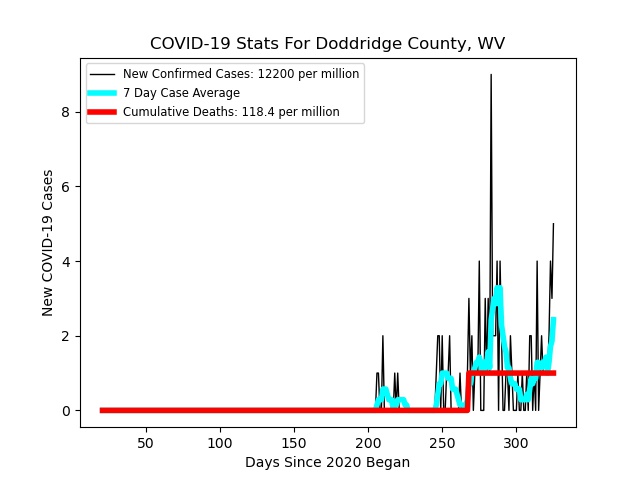 COVID-19 Stats For Doddridge County, WV
New Confirmed Cases: 12200 per million
7 Day Case Average
Cumulative Deaths: 118.4 per million
New COVID-19 Cases
8
6
4
2
0
50 100 150 200 250 300
Days Since 2020 Began